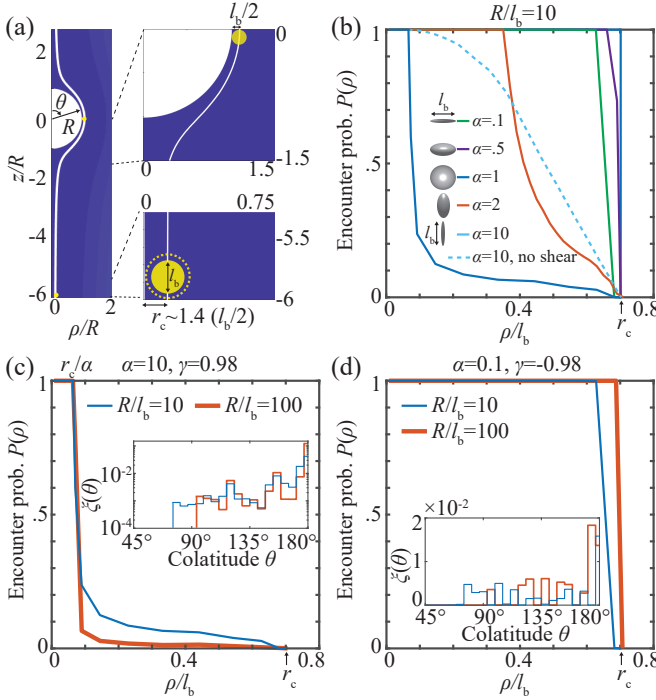 (a)
l_b/2
2
0
-2
-4
-6
z/R
θ
R
0 1 2
ρ/R
0
-1.5
0 1.5
0 0.75
-5.5
-6
l_b
r_c~1.4 (l_b/2)
(b) R/l_b=10
Encounter prob. P(ρ)
1
.5
0
l_b
α=.1
α=.5
α=1
α=2
l_b
α=10
α=10, no shear
0 0.4 0.8
ρ/l_b
r_c
(c) r_c/α α=10, γ=0.98
Encounter prob. P(ρ)
1
.5
0
R/l_b=10
R/l_b=100
ξ(θ)
10^-2
10^-4
45° 90° 135° 180°
Colatitude θ
0 0.4 0.8
ρ/l_b
r_c
(d) α=0.1, γ=-0.98
Encounter prob. P(ρ)
1
.5
0
R/l_b=10
R/l_b=100
×10^-2
2
1
0
ξ(θ)
45° 90° 135° 180°
Colatitude θ
0 0.4 0.8
ρ/l_b
r_c